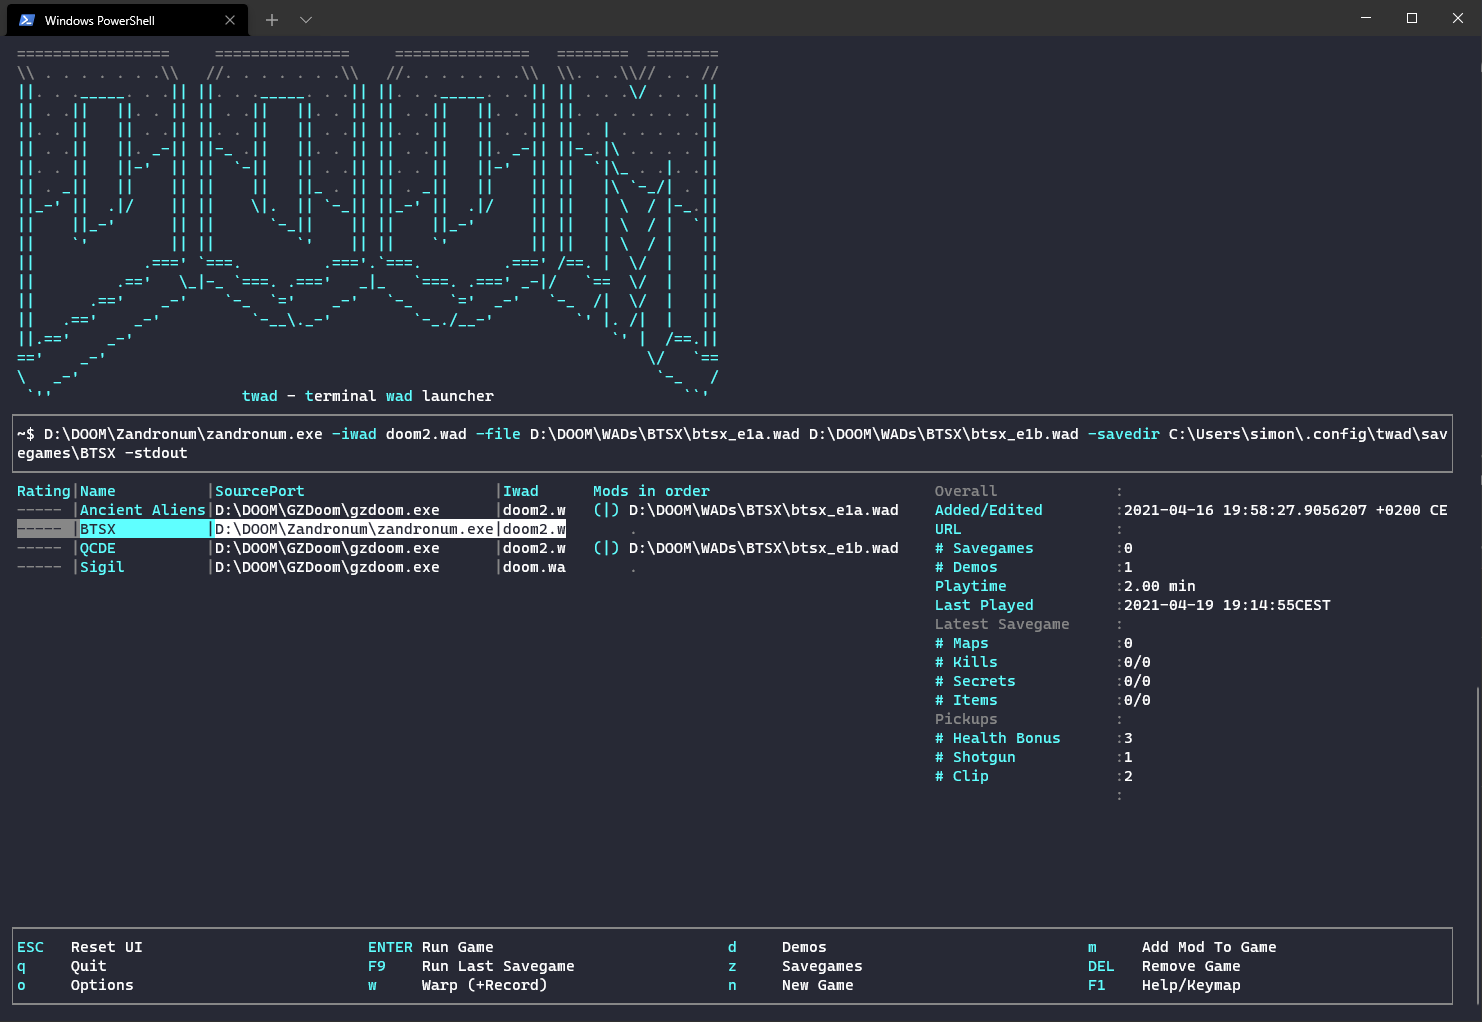 Windows PowerShell
twad - terminal wad launcher
~$ D:\DOOM\Zandronum\zandronum.exe -iwad doom2.wad -file D:\DOOM\WADs\BTSX\btsx_e1a.wad D:\DOOM\WADs\BTSX\btsx_e1b.wad -savedir C:\Users\simon\.config\twad\sav
egames\BTSX -stdout
Rating|Name |SourcePort |Iwad Mods in order
----- |Ancient Aliens|D:\DOOM\GZDoom\gzdoom.exe |doom2.w (|) D:\DOOM\WADs\BTSX\btsx_e1a.wad
----- |BTSX |D:\DOOM\Zandronum\zandronum.exe|doom2.w .
----- |QCDE |D:\DOOM\GZDoom\gzdoom.exe |doom2.w (|) D:\DOOM\WADs\BTSX\btsx_e1b.wad
----- |Sigil |D:\DOOM\GZDoom\gzdoom.exe |doom.wa .
Overall :
Added/Edited :2021-04-16 19:58:27.9056207 +0200 CE
URL :
# Savegames :0
# Demos :1
Playtime :2.00 min
Last Played :2021-04-19 19:14:55CEST
Latest Savegame :
# Maps :0
# Kills :0/0
# Secrets :0/0
# Items :0/0
Pickups :
# Health Bonus :3
# Shotgun :1
# Clip :2
:
ESC Reset UI ENTER Run Game d Demos m Add Mod To Game
q Quit F9 Run Last Savegame z Savegames DEL Remove Game
o Options w Warp (+Record) n New Game F1 Help/Keymap